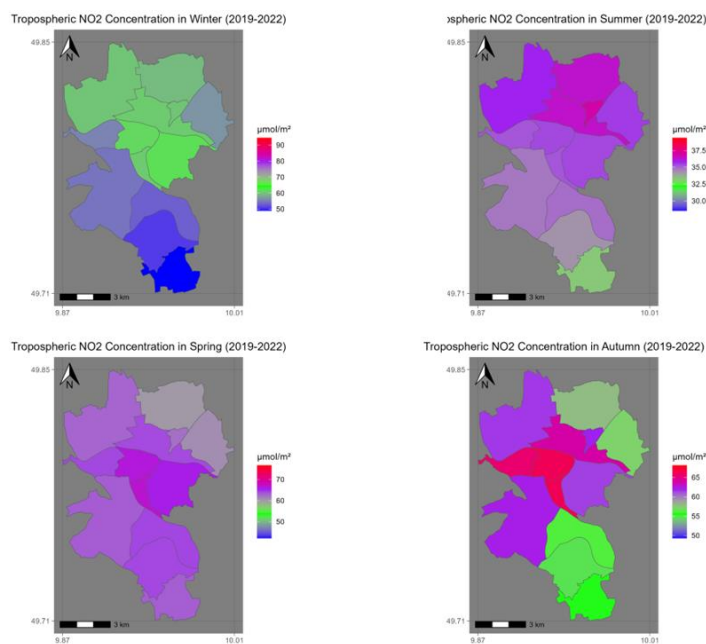 Tropospheric NO2 Concentration in Winter (2019-2022)
49.85
N
µmol/m²
90
80
70
60
50
3 km
49.71
9.87
10.01
ospheric NO2 Concentration in Summer (2019-2022)
49.85
N
µmol/m²
37.5
35.0
32.5
30.0
3 km
49.71
9.87
10.01
Tropospheric NO2 Concentration in Spring (2019-2022)
49.85
N
µmol/m²
70
60
50
3 km
49.71
9.87
10.01
Tropospheric NO2 Concentration in Autumn (2019-2022)
49.85
N
µmol/m²
65
60
55
50
3 km
49.71
9.87
10.01